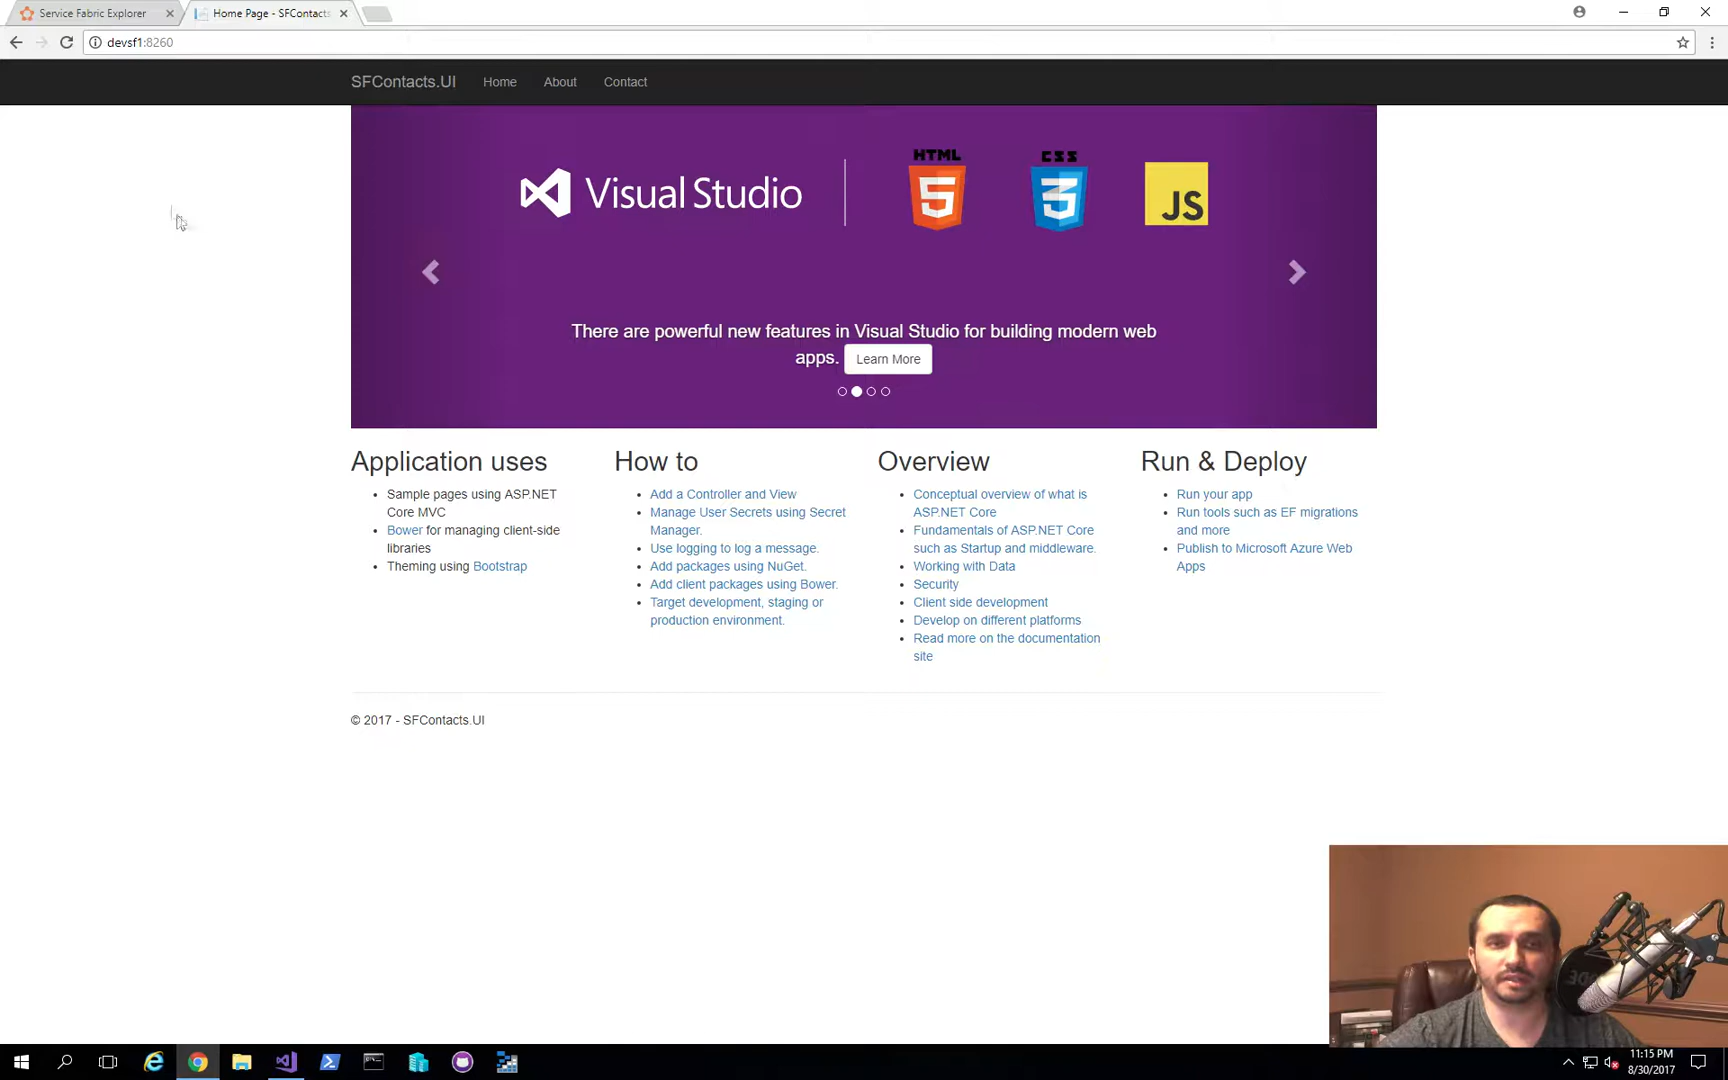 Service Fabric Explorer
Home Page - SFContacts
devsf1:8260
SFContacts.UI Home About Contact
Visual Studio
HTML
5
CSS
3
JS
There are powerful new features in Visual Studio for building modern web
apps. Learn More
Application uses
Sample pages using ASP.NET
Core MVC
Bower for managing client-side
libraries
Theming using Bootstrap
How to
Add a Controller and View
Manage User Secrets using Secret
Manager.
Use logging to log a message.
Add packages using NuGet.
Add client packages using Bower.
Target development, staging or
production environment.
Overview
Conceptual overview of what is
ASP.NET Core
Fundamentals of ASP.NET Core
such as Startup and middleware.
Working with Data
Security
Client side development
Develop on different platforms
Read more on the documentation
site
Run & Deploy
Run your app
Run tools such as EF migrations
and more
Publish to Microsoft Azure Web
Apps
© 2017 - SFContacts.UI
11:15 PM
8/30/2017